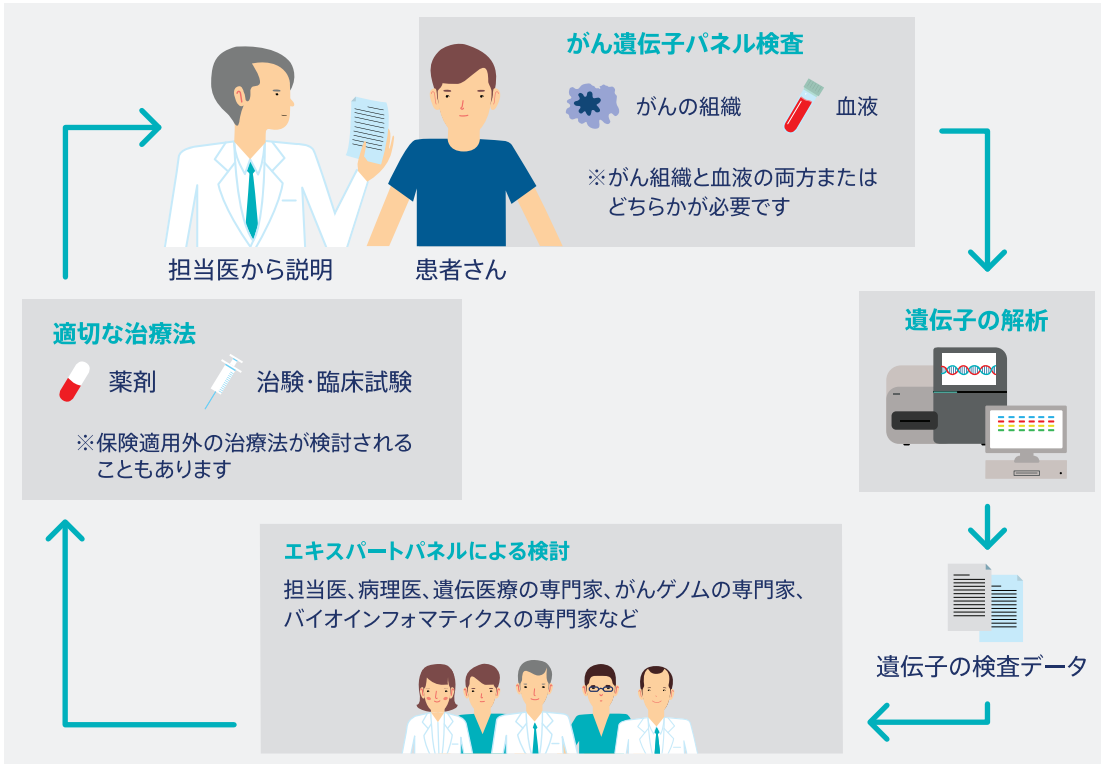 がん遺伝子パネル検査
がんの組織
血液
※がん組織と血液の両方または
どちらかが必要です
担当医から説明
患者さん
遺伝子の解析
遺伝子の検査データ
エキスパートパネルによる検討
担当医、病理医、遺伝医療の専門家、がんゲノムの専門家、
バイオインフォマティクスの専門家など
適切な治療法
薬剤
治験・臨床試験
※保険適用外の治療法が検討される
こともあります